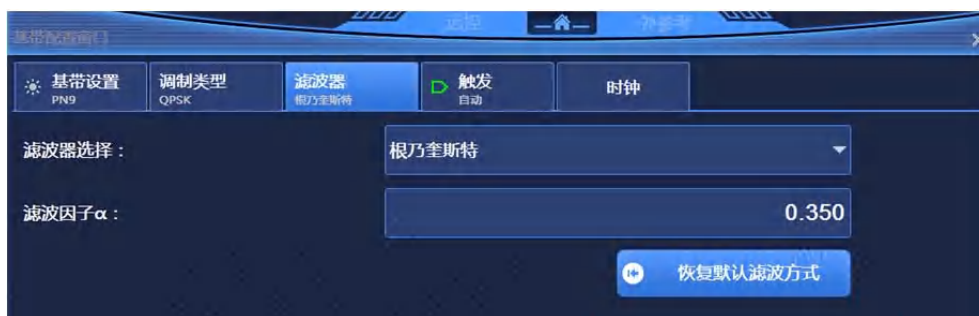 远控
外参考
基带配置窗口
基带设置 调制类型 滤波器 触发 时钟
PN9 QPSK 根乃奎斯特 自动
滤波器选择： 根乃奎斯特
滤波因子α： 0.350
恢复默认滤波方式